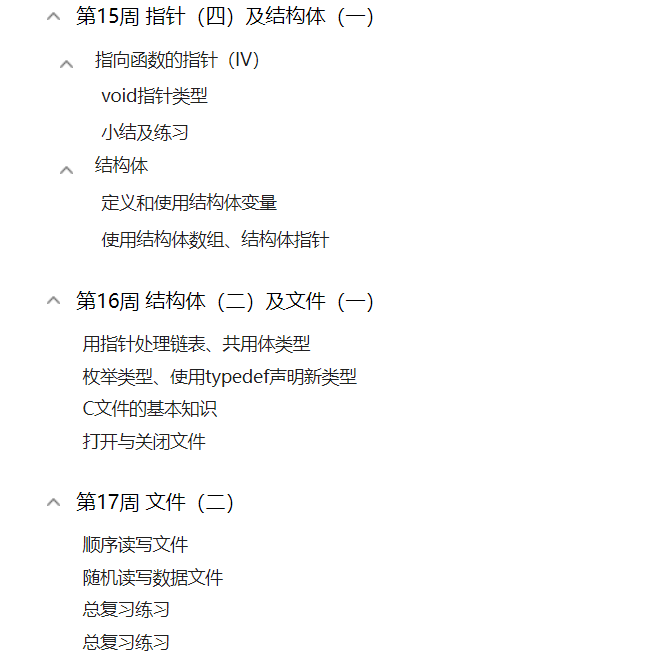 第15周 指针（四）及结构体（一）
指向函数的指针（IV）
void指针类型
小结及练习
结构体
定义和使用结构体变量
使用结构体数组、结构体指针
第16周 结构体（二）及文件（一）
用指针处理链表、共用体类型
枚举类型、使用typedef声明新类型
C文件的基本知识
打开与关闭文件
第17周 文件（二）
顺序读写文件
随机读写数据文件
总复习练习
总复习练习